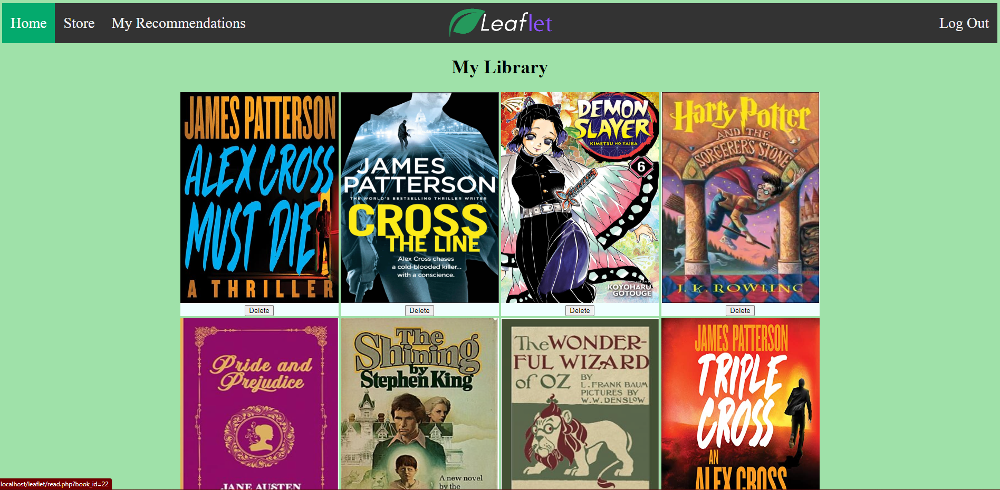 Home Store My Recommendations Leaflet Log Out
My Library
JAMES PATTERSON
ALEX CROSS
MUST DIE
A THRILLER
JAMES
PATTERSON
THE WORLD'S BESTSELLING THRILLER WRITER
CROSS
THE LINE
Alex Cross chases
a cold-blooded killer...
with a conscience.
DEMON
SLAYER
KIMETSU NO YAIBA
6
Story and Art by
KOYOHARU
GOTOUGE
Harry Potter
AND THE
SORCERER'S STONE
J. K. ROWLING
Delete Delete Delete Delete
Pride and
Prejudice
JANE AUSTEN
The
Shining
by
Stephen King
A new novel
by the
The WONDER-
FUL WIZARD
of OZ BY
L. FRANK BAUM
PICTURES BY
W.W. DENSLOW
JAMES PATTERSON
TRIPLE
CROSS
AN
ALEX CROSS
localhost/leaflet/read.php?book_id=22